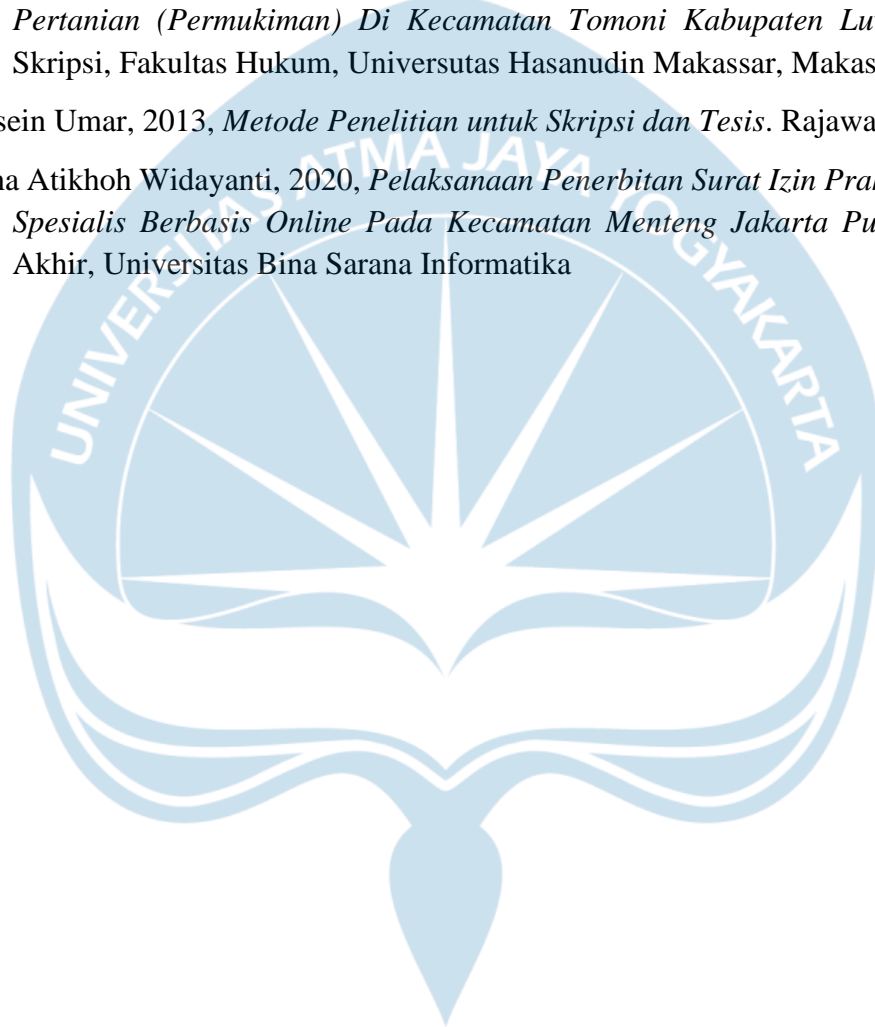 Pertanian (Permukiman) Di Kecamatan Tomoni Kabupaten Lu
Skripsi, Fakultas Hukum, Universutas Hasanudin Makassar, Makas
sein Umar, 2013, Metode Penelitian untuk Skripsi dan Tesis. Rajawa
na Atikhoh Widayanti, 2020, Pelaksanaan Penerbitan Surat Izin Prak
Spesialis Berbasis Online Pada Kecamatan Menteng Jakarta Pu
Akhir, Universitas Bina Sarana Informatika
UNIVERSITAS ATMA JAYA YOGYAKARTA